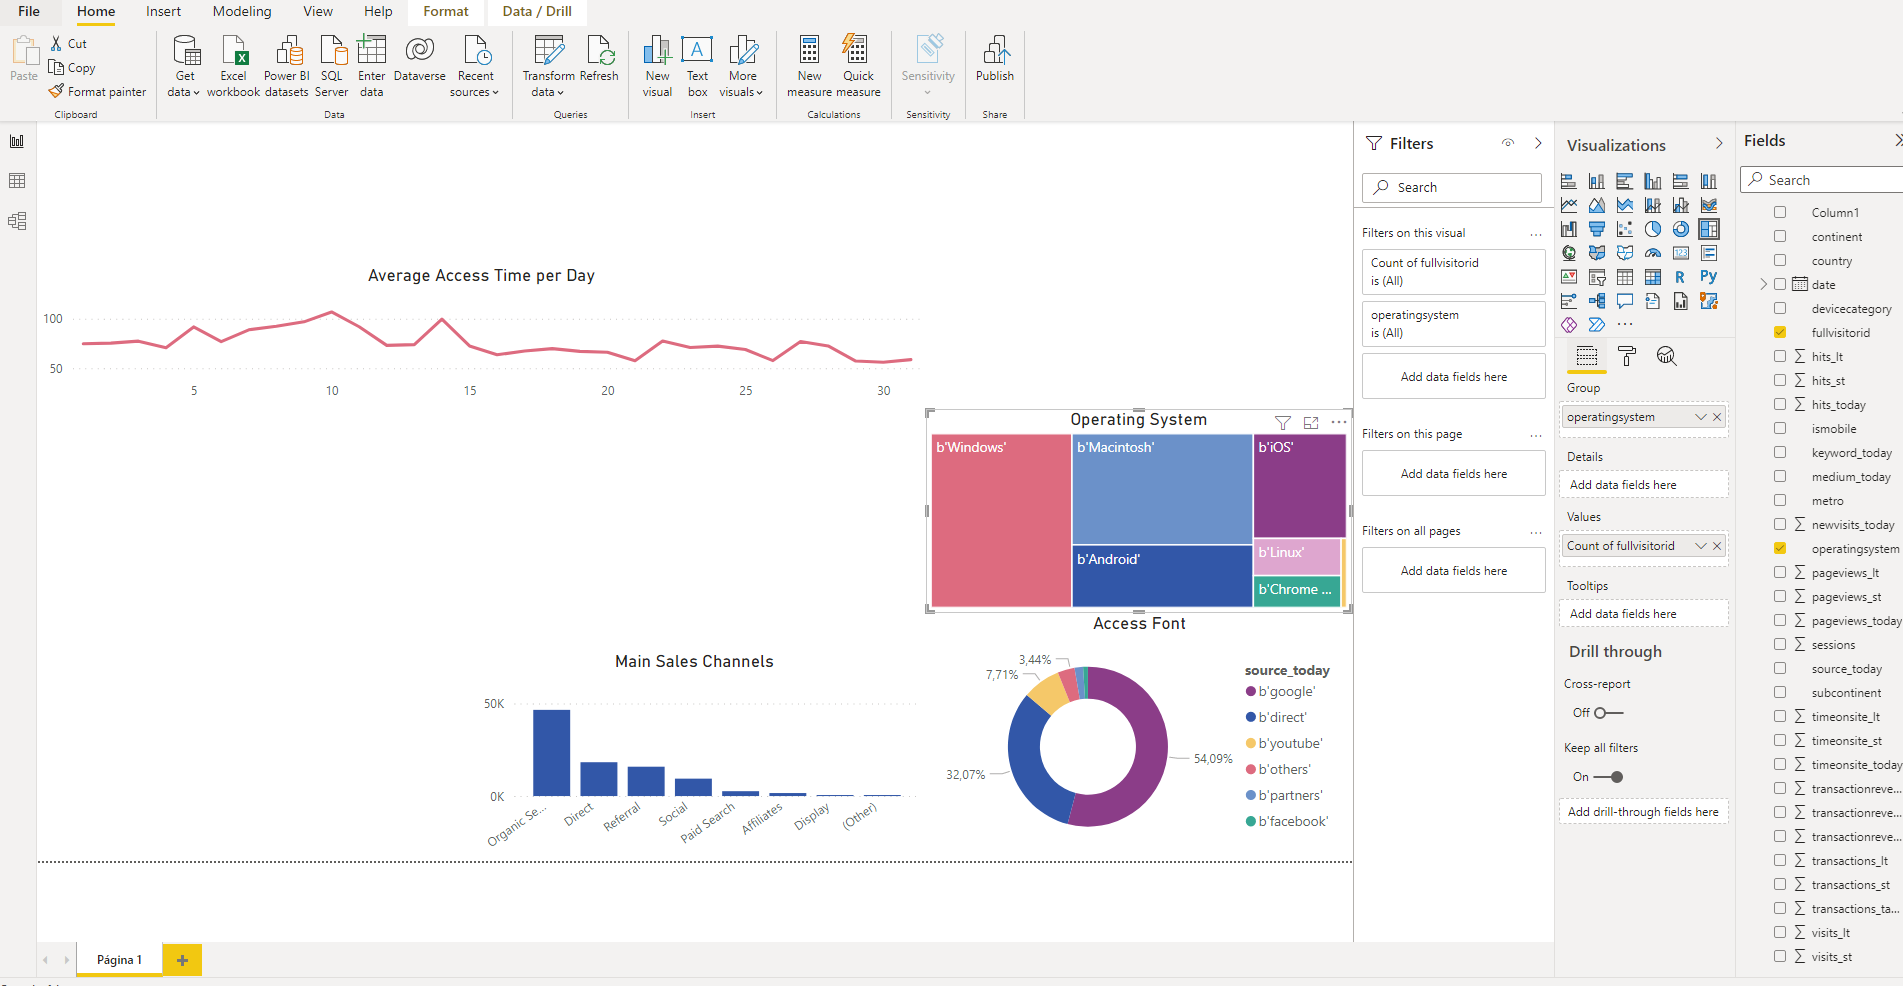 File Home Insert Modeling View Help Format Data / Drill
Paste
Cut
Copy
Format painter
Clipboard
Get data
Excel workbook
Power BI datasets
SQL Server
Enter data
Dataverse
Recent sources
Data
Transform data
Refresh
Queries
New visual
Text box
More visuals
Insert
New measure
Quick measure
Calculations
Sensitivity
Sensitivity
Publish
Share
Average Access Time per Day
100
50
5 10 15 20 25 30
Operating System
b'Windows'
b'Macintosh'
b'iOS'
b'Android'
b'Linux'
b'Chrome ...
Main Sales Channels
50K
0K
Organic Se...
Direct
Referral
Social
Paid Search
Affiliates
Display
(Other)
Access Font
3,44%
7,71%
32,07%
54,09%
source_today
b'google'
b'direct'
b'youtube'
b'others'
b'partners'
b'facebook'
Página 1
Filters
Search
Filters on this visual ...
Count of fullvisitorid
is (All)
operatingsystem
is (All)
Add data fields here
Filters on this page ...
Add data fields here
Filters on all pages ...
Add data fields here
Visualizations
123
R
Py
...
Group
operatingsystem
Details
Add data fields here
Values
Count of fullvisitorid
Tooltips
Add data fields here
Drill through
Cross-report
Off
Keep all filters
On
Add drill-through fields here
Fields
Search
Column1
continent
country
date
devicecategory
fullvisitorid
hits_lt
hits_st
hits_today
ismobile
keyword_today
medium_today
metro
newvisits_today
operatingsystem
pageviews_lt
pageviews_st
pageviews_today
sessions
source_today
subcontinent
timeonsite_lt
timeonsite_st
timeonsite_today
transactionreve...
transactionreve...
transactionreve...
transactions_lt
transactions_st
transactions_ta...
visits_lt
visits_st